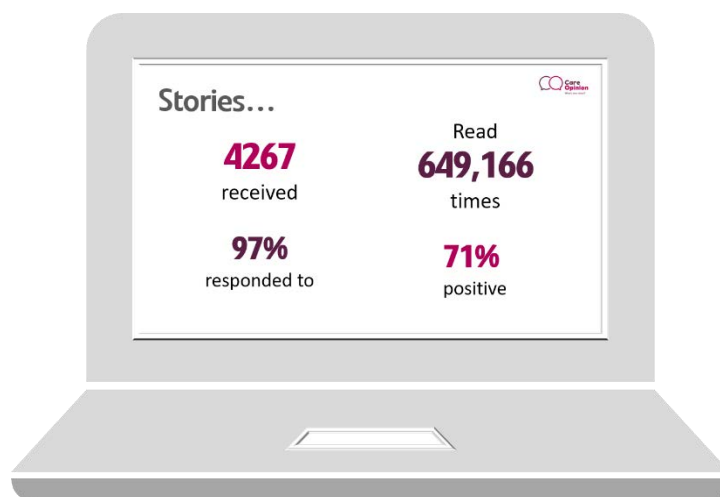 Stories...
4267
received
Read
649,166
times
97%
responded to
71%
positive
Care
Opinion